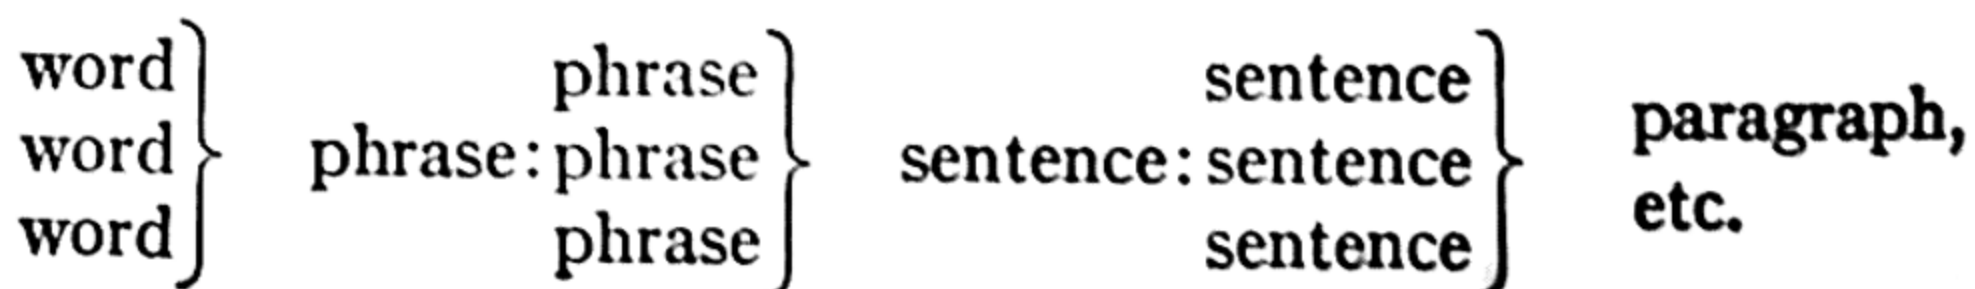 word phrase sentence
word phrase: phrase sentence: sentence paragraph,
word phrase sentence etc.